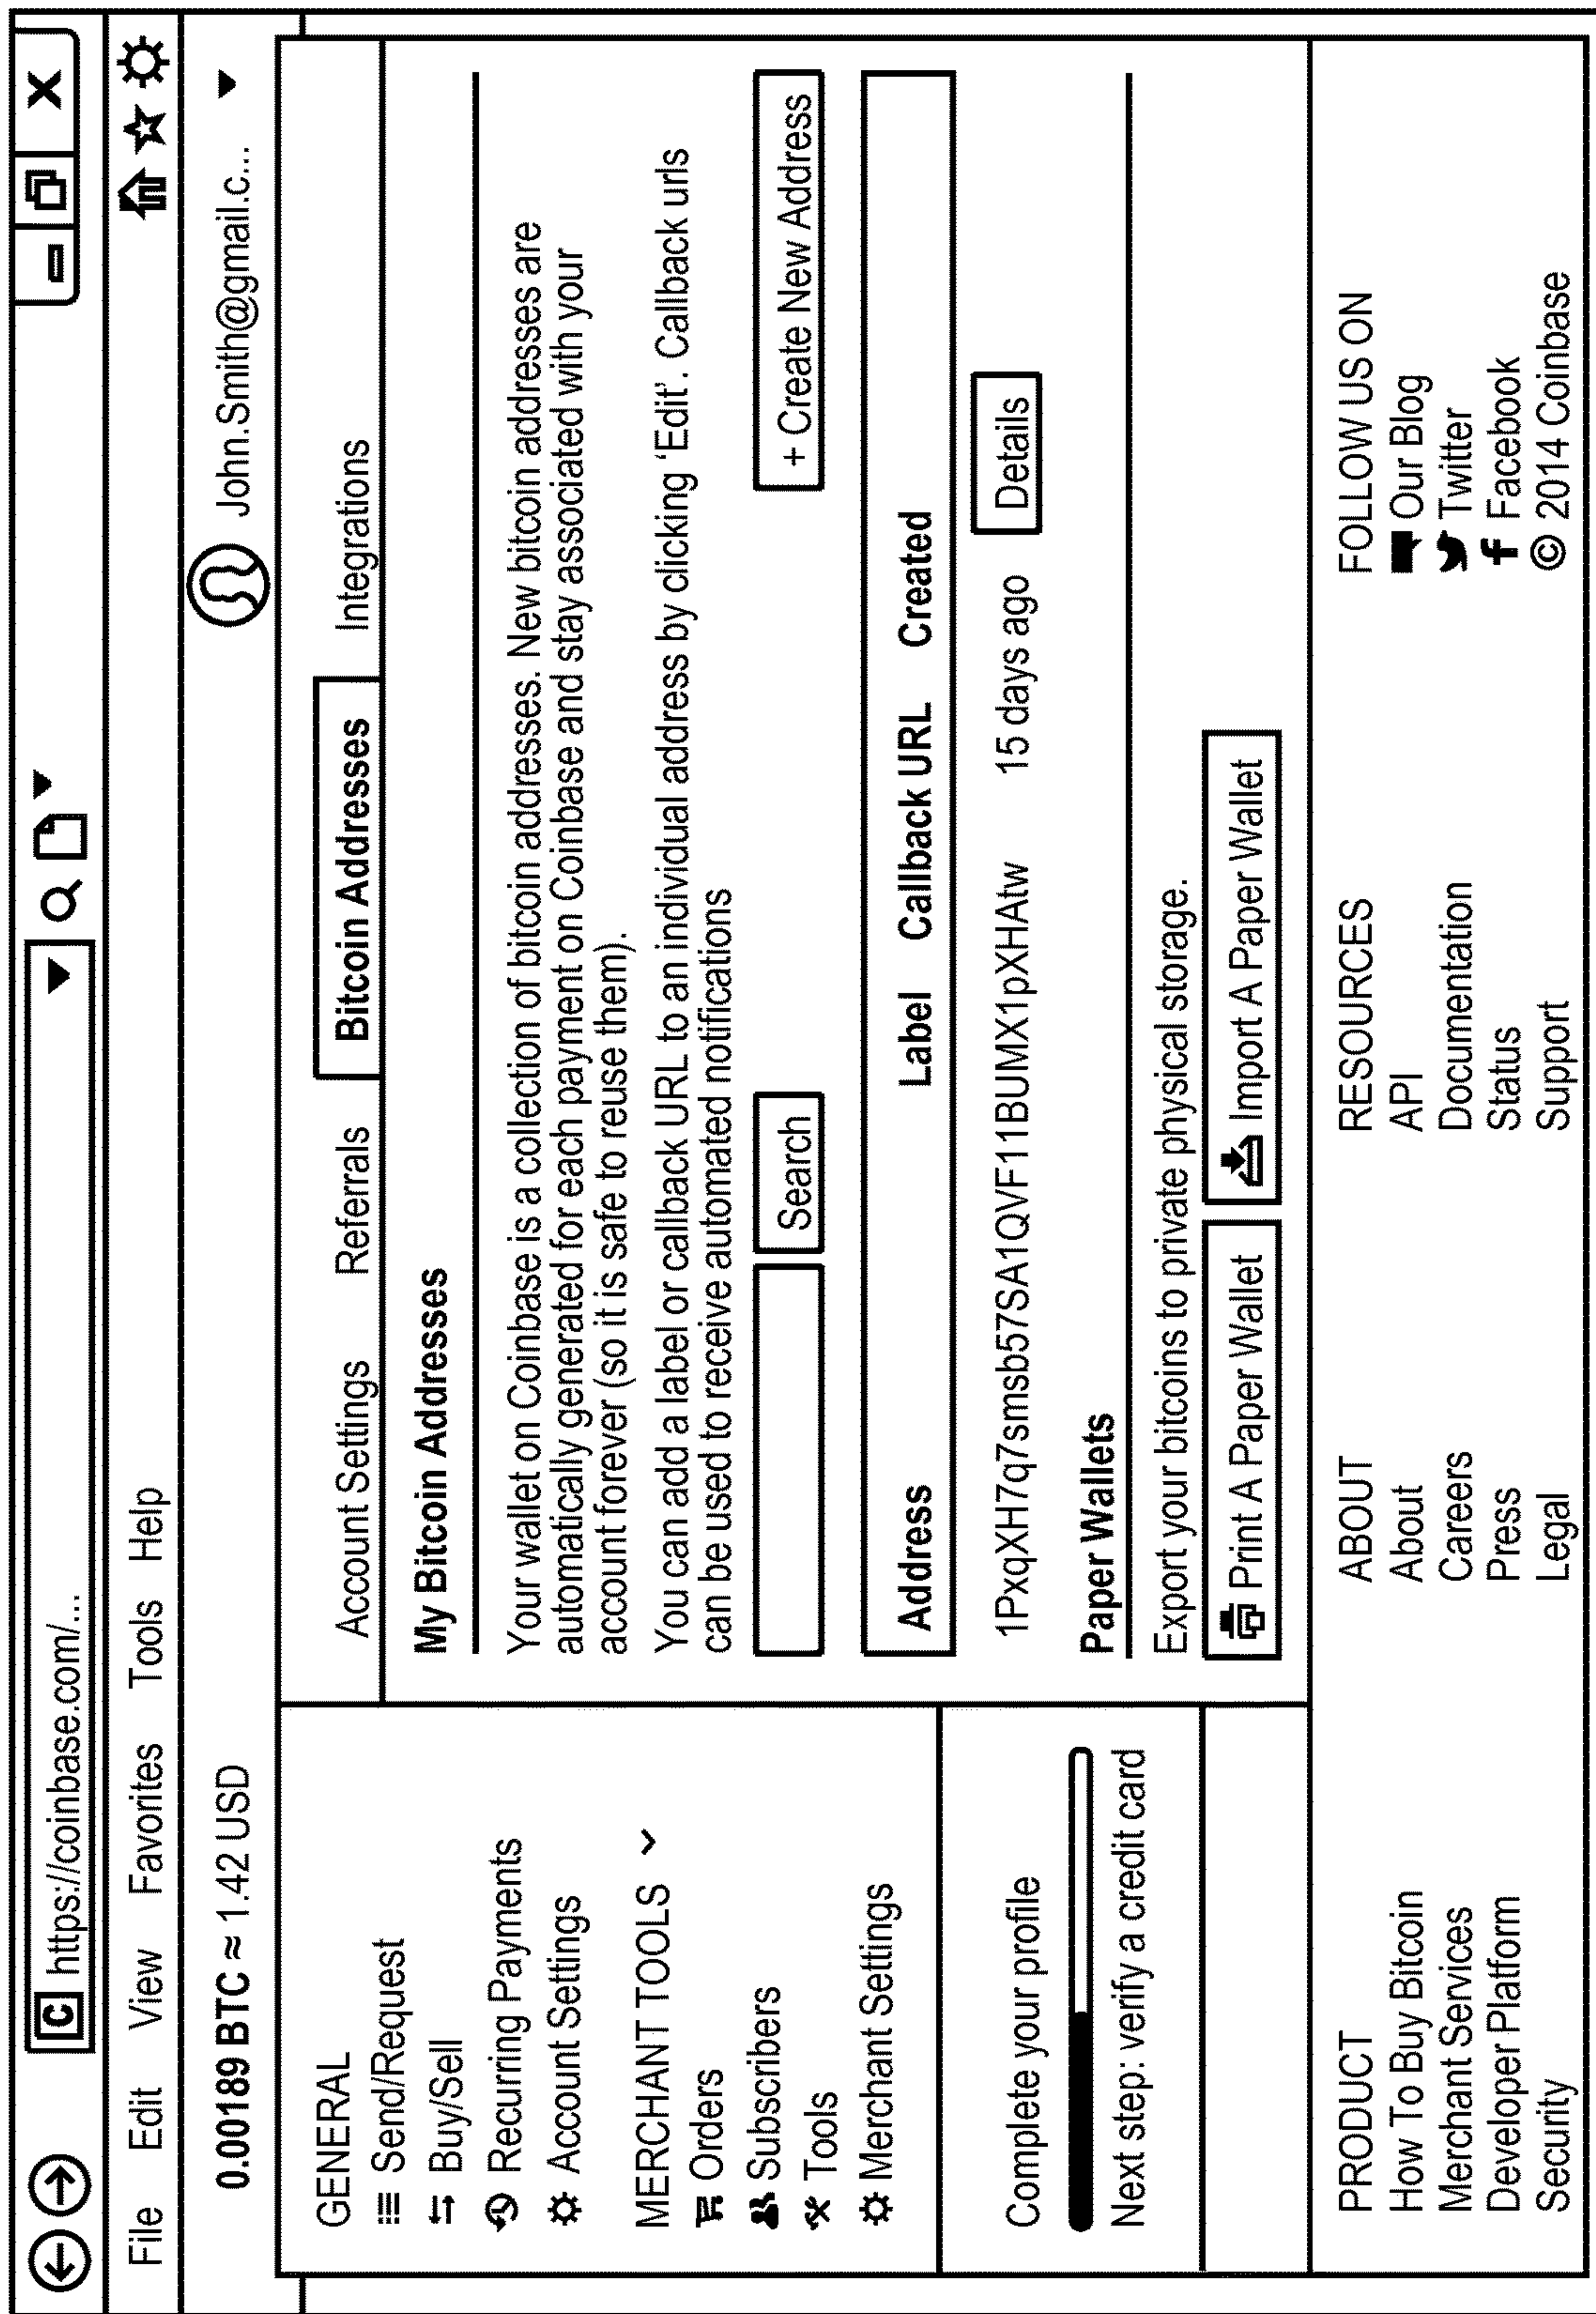 X
C https://coinbase.com/...
File Edit View Favorites Tools Help
0.00189 BTC ≈ 1.42 USD
John.Smith@gmail.c...
GENERAL
Send/Request
Buy/Sell
Recurring Payments
Account Settings
MERCHANT TOOLS
Orders
Subscribers
Tools
Merchant Settings
Complete your profile
Next step: verify a credit card
Account Settings Referrals Bitcoin Addresses Integrations
My Bitcoin Addresses
Your wallet on Coinbase is a collection of bitcoin addresses. New bitcoin addresses are
automatically generated for each payment on Coinbase and stay associated with your
account forever (so it is safe to reuse them).
You can add a label or callback URL to an individual address by clicking 'Edit'. Callback urls
can be used to receive automated notifications
Search + Create New Address
Address Label Callback URL Created
1PxqXH7q7smsb57SA1QVF11BUMX1pXHAtw 15 days ago Details
Paper Wallets
Export your bitcoins to private physical storage.
Print A Paper Wallet Import A Paper Wallet
PRODUCT
How To Buy Bitcoin
Merchant Services
Developer Platform
Security
ABOUT
About
Careers
Press
Legal
RESOURCES
API
Documentation
Status
Support
FOLLOW US ON
Our Blog
Twitter
f Facebook
© 2014 Coinbase